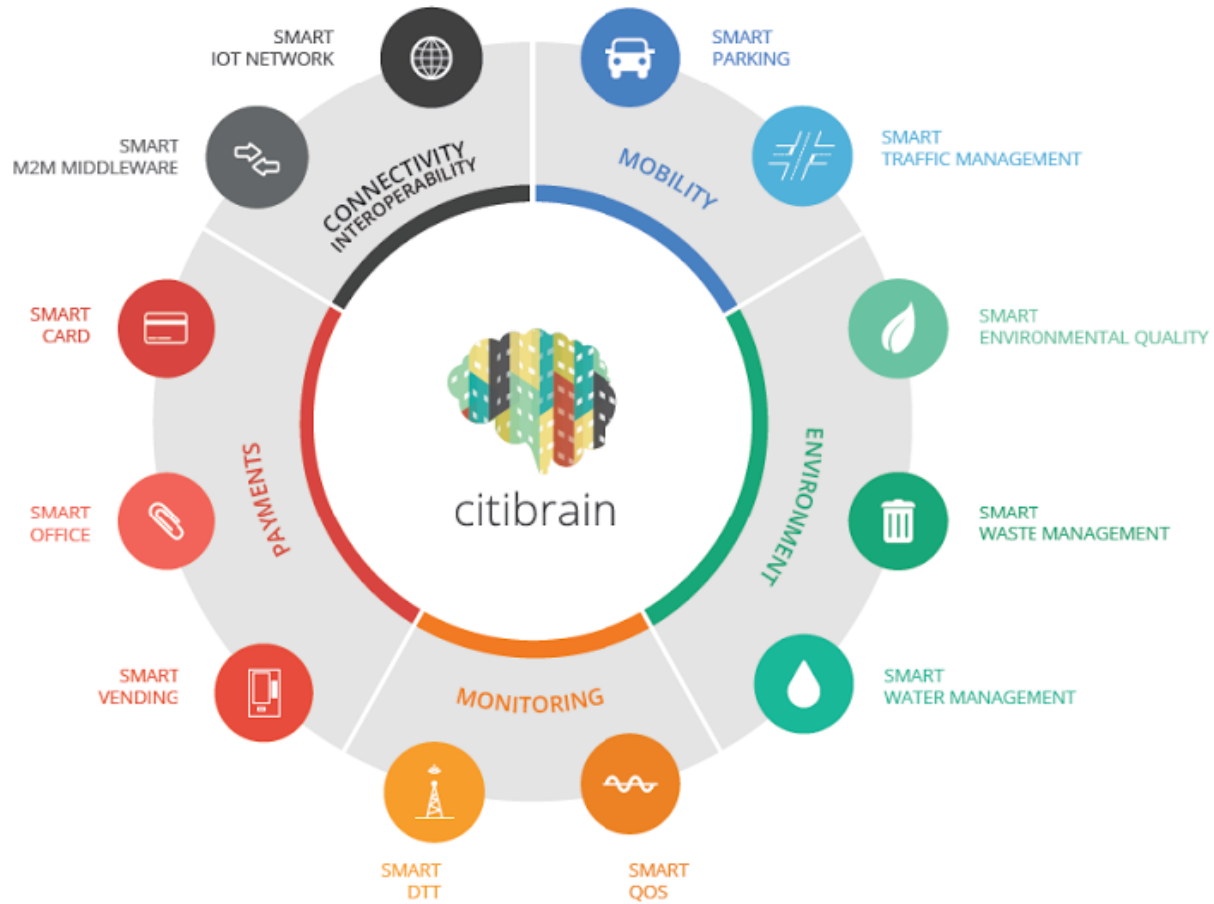 SMART
IOT NETWORK
SMART
PARKING
SMART
M2M MIDDLEWARE
SMART
TRAFFIC MANAGEMENT
CONNECTIVITY
INTEROPERABILITY
MOBILITY
SMART
CARD
SMART
ENVIRONMENTAL QUALITY
PAYMENTS
citibrain
ENVIRONMENT
SMART
OFFICE
SMART
WASTE MANAGEMENT
SMART
VENDING
MONITORING
SMART
WATER MANAGEMENT
SMART
DTT
SMART
QOS